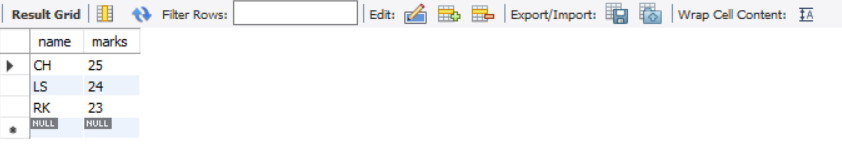 Result Grid Filter Rows: Edit: Export/Import: Wrap Cell Content: IA
name marks
CH 25
LS 24
RK 23
NULL NULL